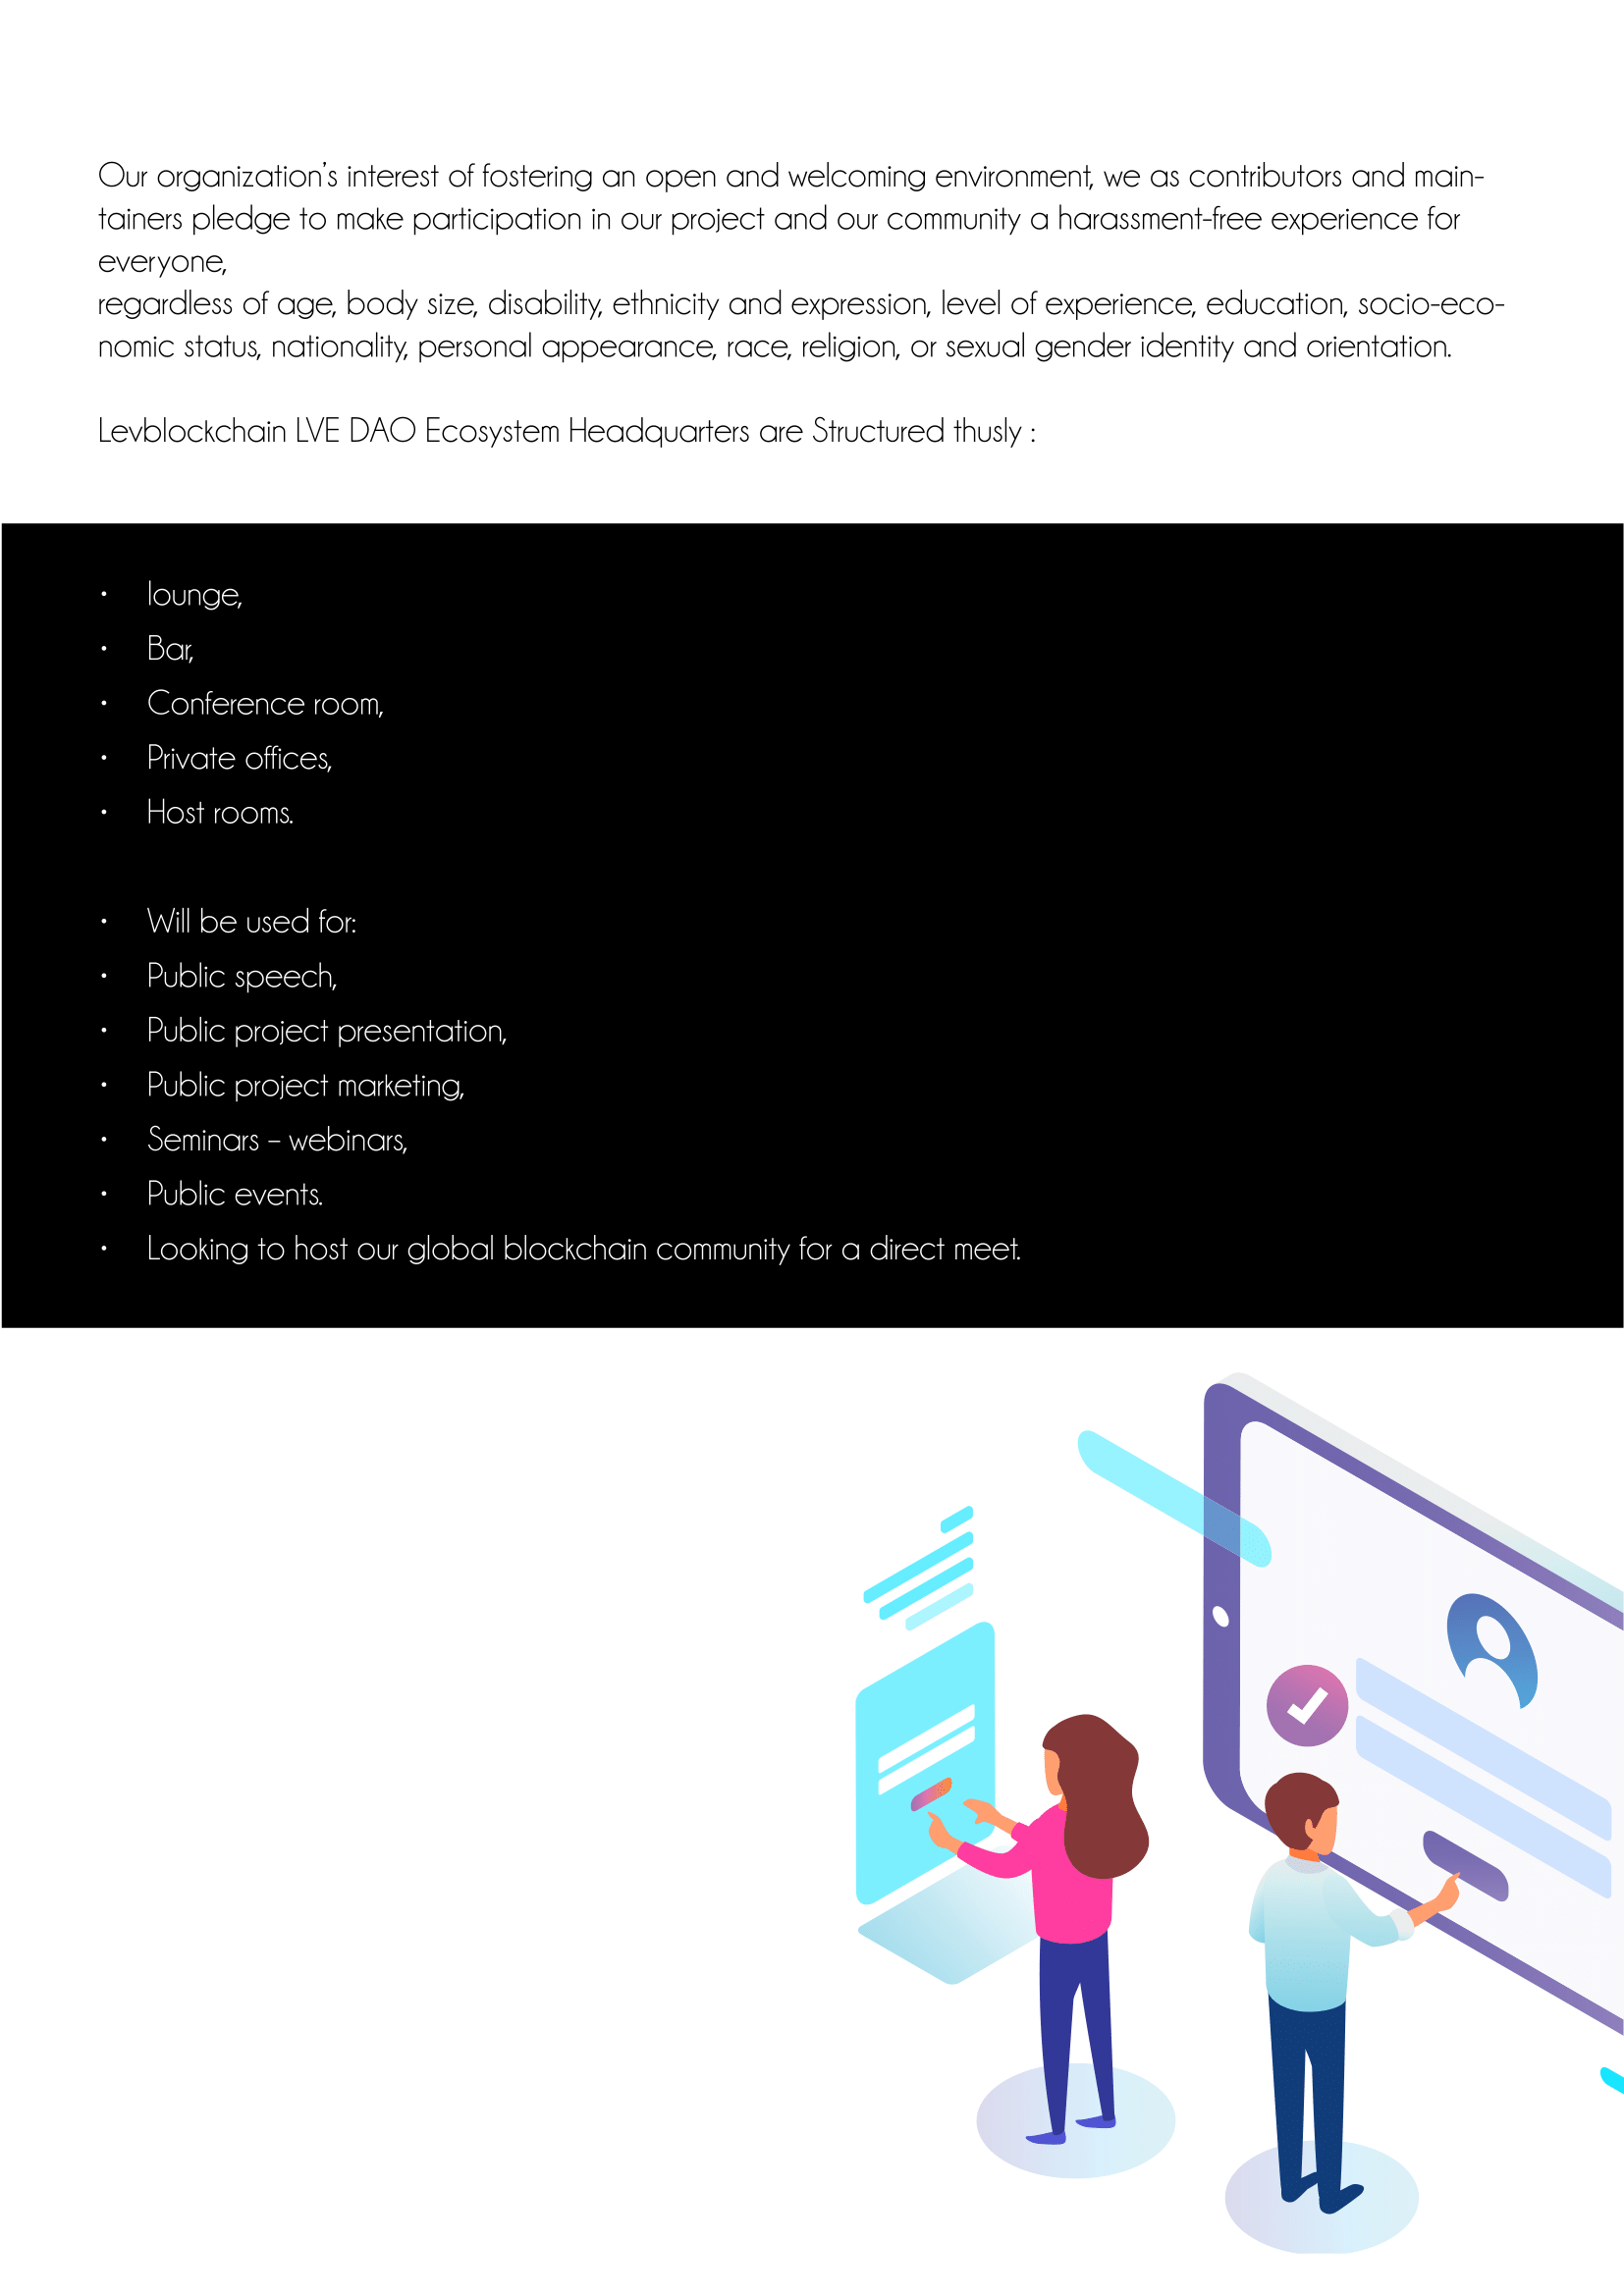 Our organization's interest of fostering an open and welcoming environment, we as contributors and main-
tainers pledge to make participation in our project and our community a harassment-free experience for
everyone,
regardless of age, body size, disability, ethnicity and expression, level of experience, education, socio-eco-
nomic status, nationality, personal appearance, race, religion, or sexual gender identity and orientation.
Levblockchain LVE DAO Ecosystem Headquarters are Structured thusly :
• lounge,
• Bar,
• Conference room,
• Private offices,
• Host rooms.
• Will be used for:
• Public speech,
• Public project presentation,
• Public project marketing,
• Seminars – webinars,
• Public events.
• Looking to host our global blockchain community for a direct meet.